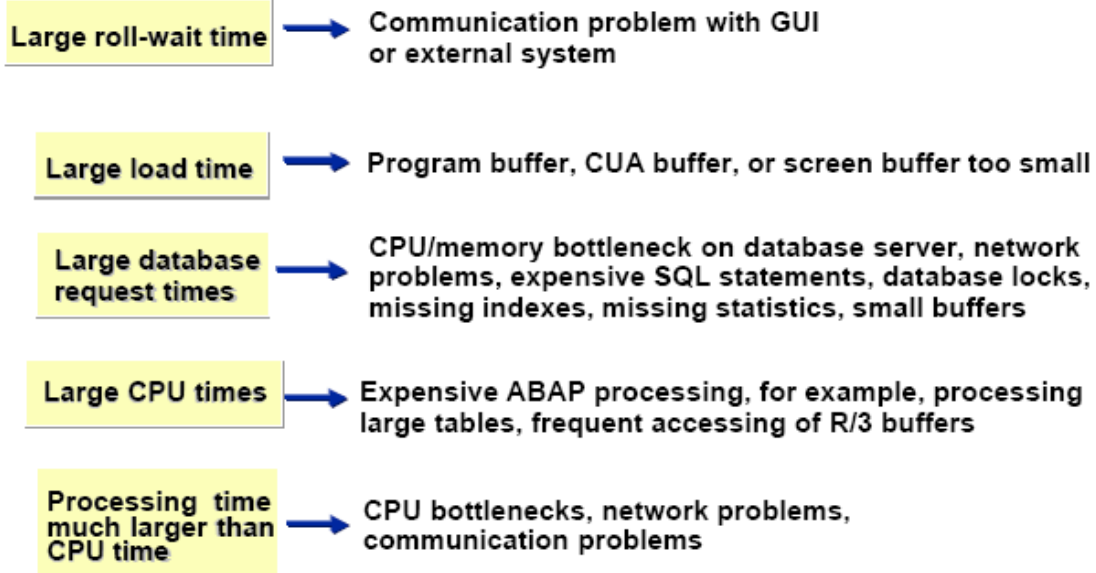 Large roll-wait time
Communication problem with GUI
or external system
Large load time
Program buffer, CUA buffer, or screen buffer too small
Large database
request times
CPU/memory bottleneck on database server, network
problems, expensive SQL statements, database locks,
missing indexes, missing statistics, small buffers
Large CPU times
Expensive ABAP processing, for example, processing
large tables, frequent accessing of R/3 buffers
Processing time
much larger than
CPU time
CPU bottlenecks, network problems,
communication problems